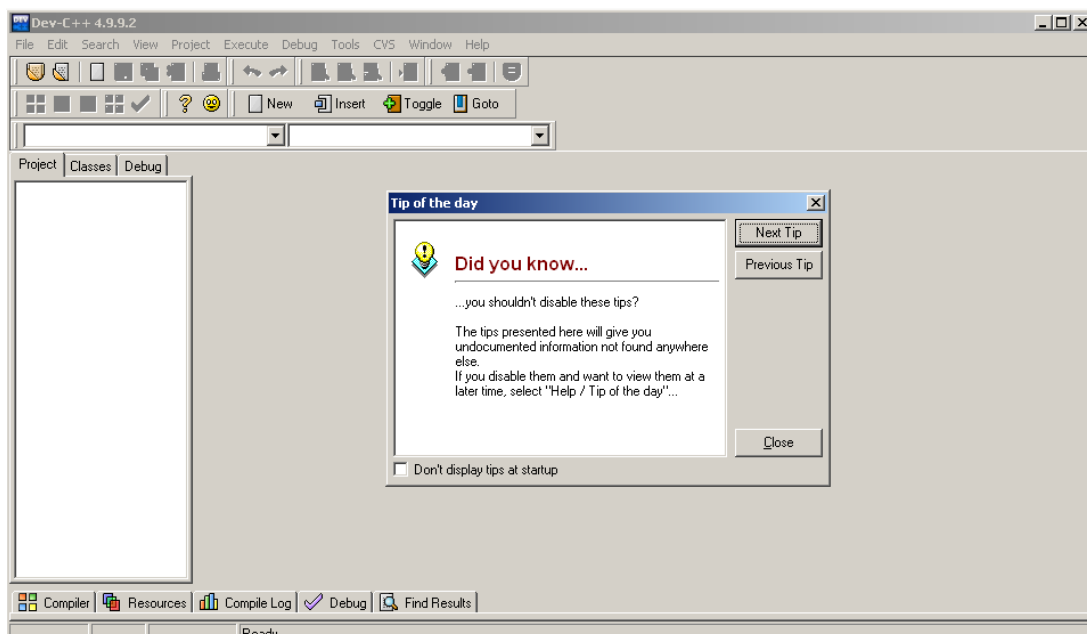 Dev-C++ 4.9.9.2
File Edit Search View Project Execute Debug Tools CVS Window Help
New Insert Toggle Goto
Project Classes Debug
Tip of the day
Did you know...
...you shouldn't disable these tips?
The tips presented here will give you
undocumented information not found anywhere
else.
If you disable them and want to view them at a
later time, select "Help / Tip of the day"...
Next Tip
Previous Tip
Close
Don't display tips at startup
Compiler Resources Compile Log Debug Find Results
Ready